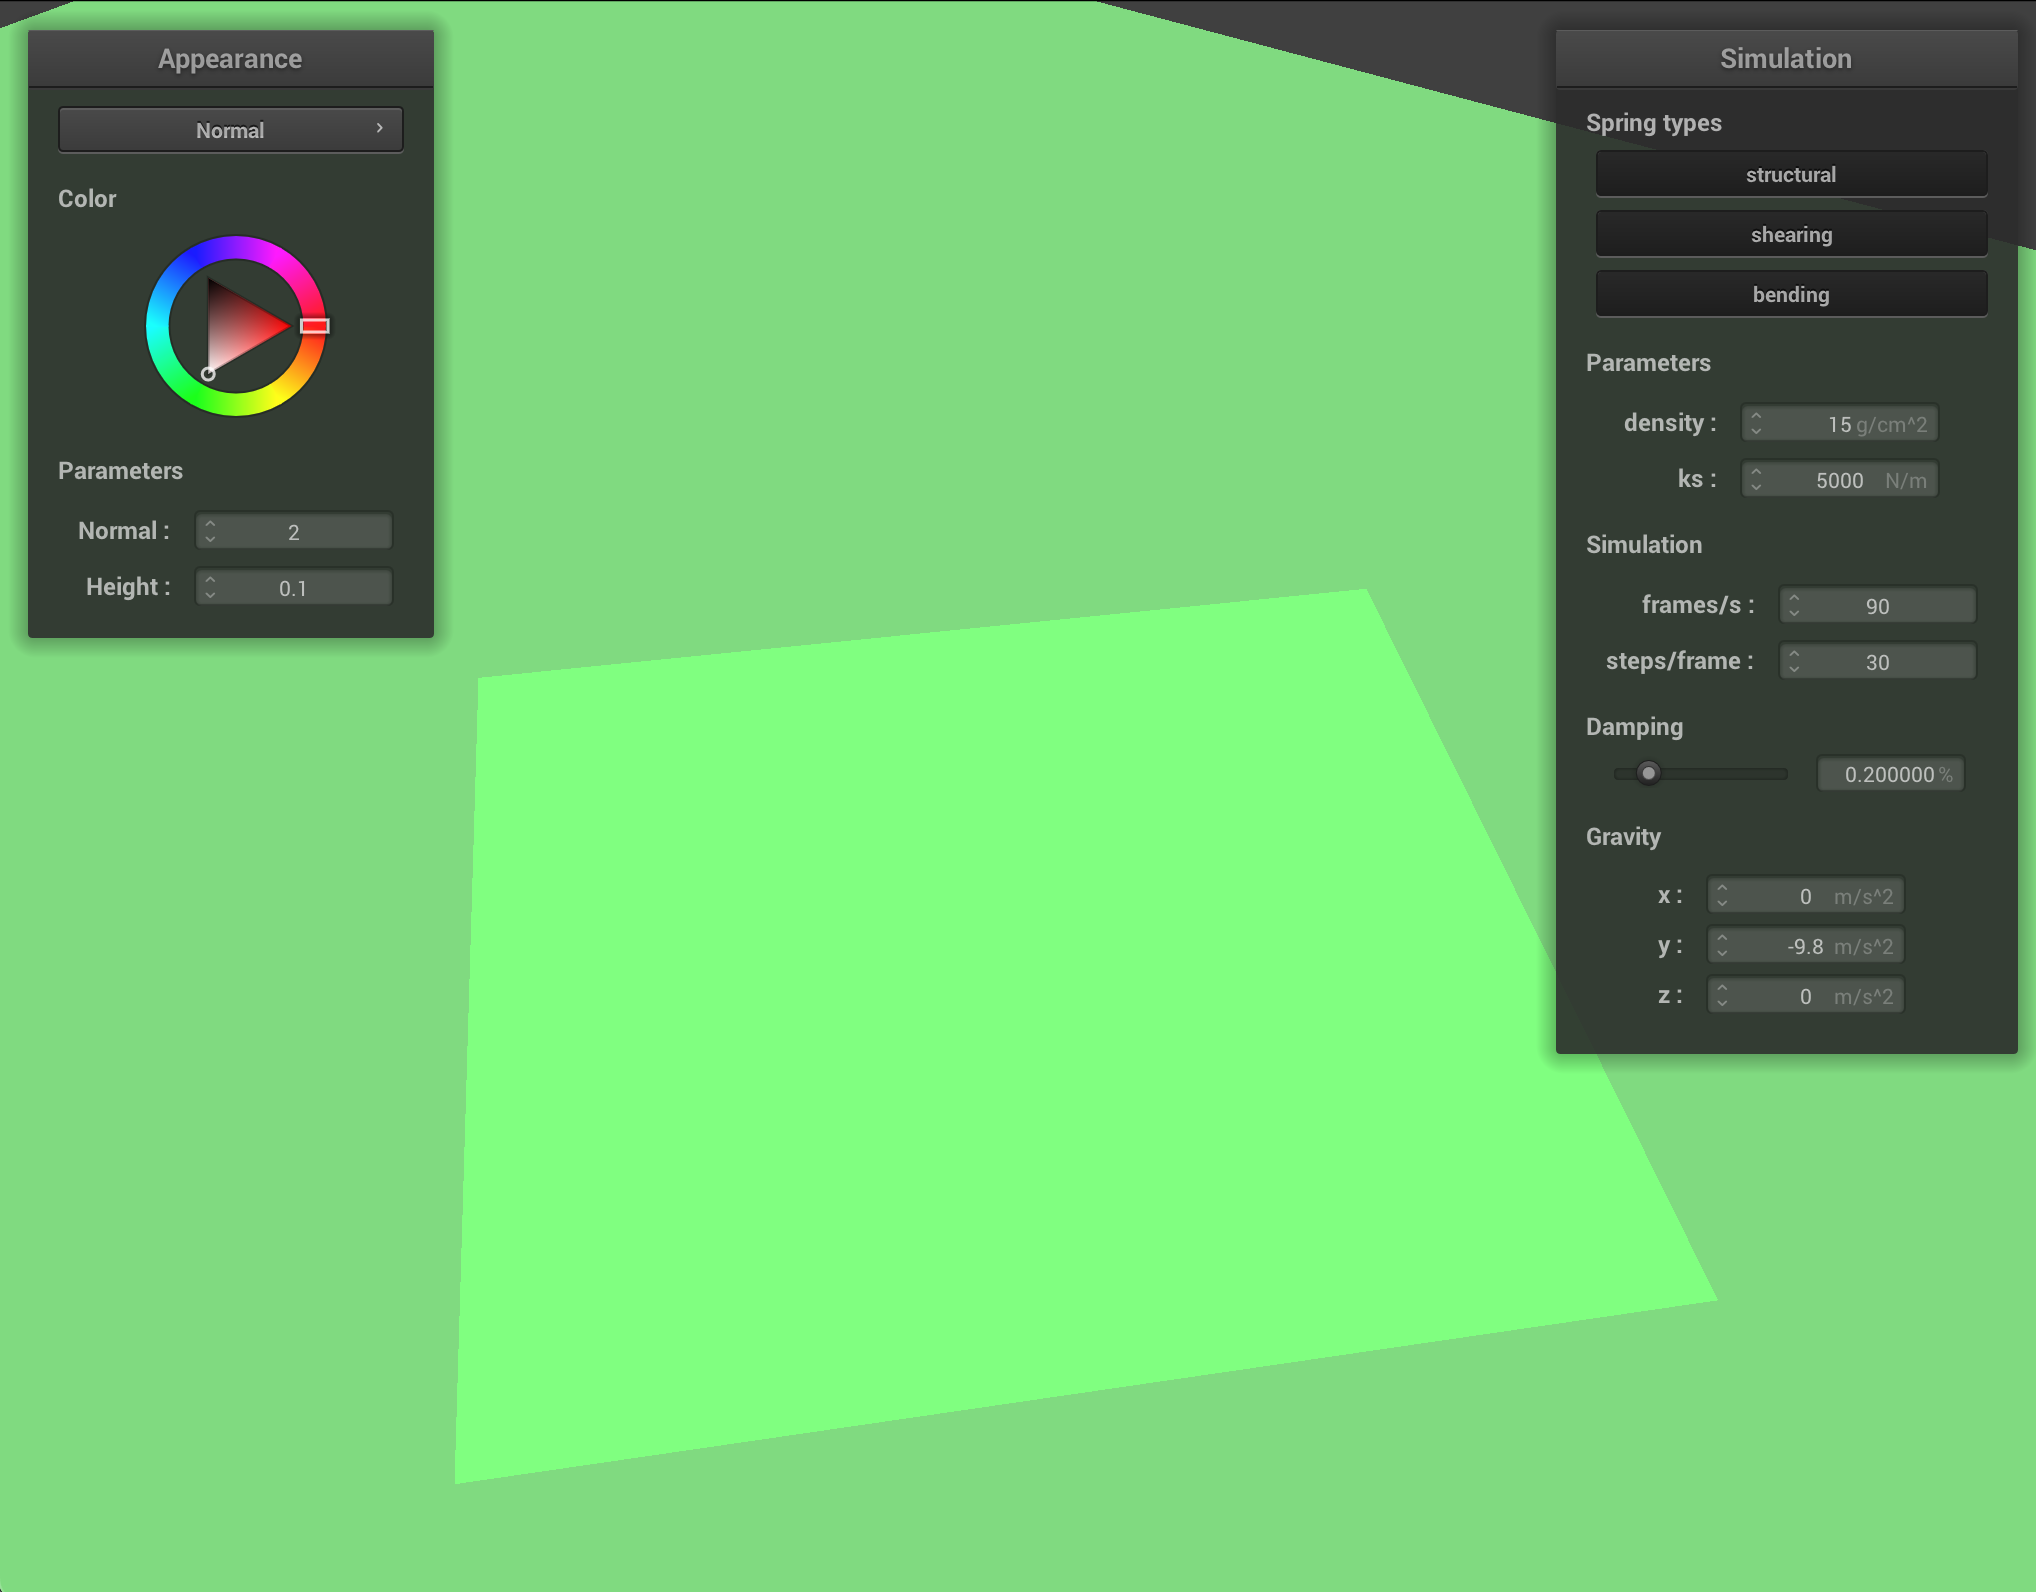 Appearance
Normal
Color
Parameters
Normal : 2
Height : 0.1
Simulation
Spring types
structural
shearing
bending
Parameters
density : 15 g/cm^2
ks : 5000 N/m
Simulation
frames/s : 90
steps/frame : 30
Damping
0.200000 %
Gravity
x : 0 m/s^2
y : -9.8 m/s^2
z : 0 m/s^2